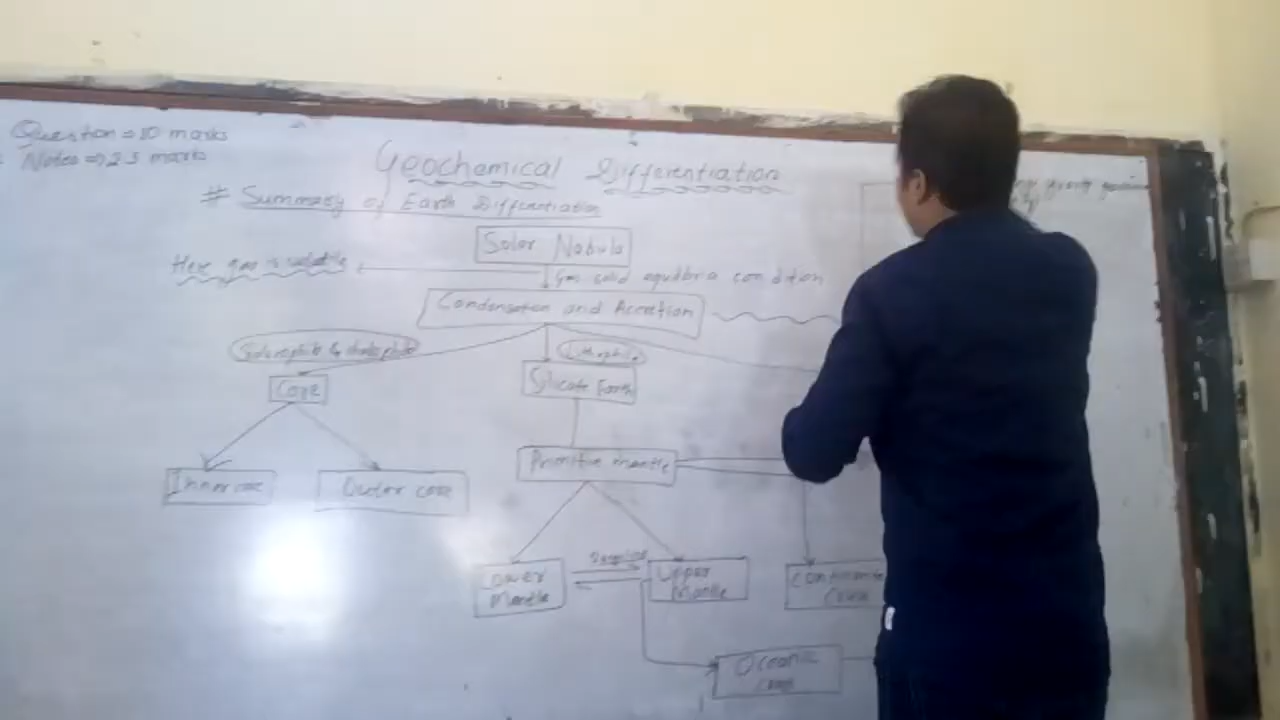 Question => 10 marks
Notes => 2.5 marks
Geochemical Differentiation
# Summary of Earth Differentiation
Solar Nebula
Here gas is volatile
Gas solid equilibria condition
Condensation and Accretion
Siderophile & chalcophile
Lithophile
Core
Silicate Earth
Inner core
Outer core
Primitive mantle
Lower
Mantle
Recycling
Upper
Mantle
Continental
Crust
Oceanic
crust